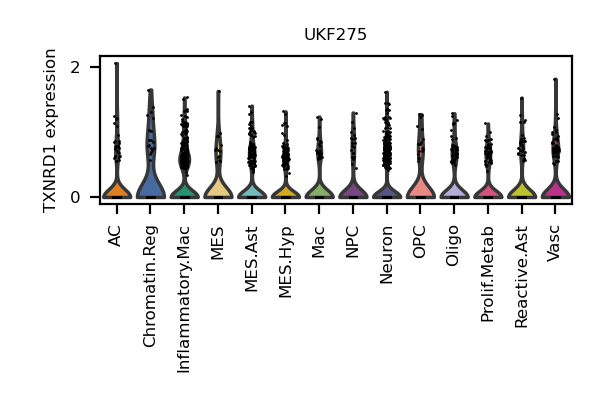 UKF275
TXNRD1 expression
2
0
AC
Chromatin.Reg
Inflammatory.Mac
MES
MES.Ast
MES.Hyp
Mac
NPC
Neuron
OPC
Oligo
Prolif.Metab
Reactive.Ast
Vasc